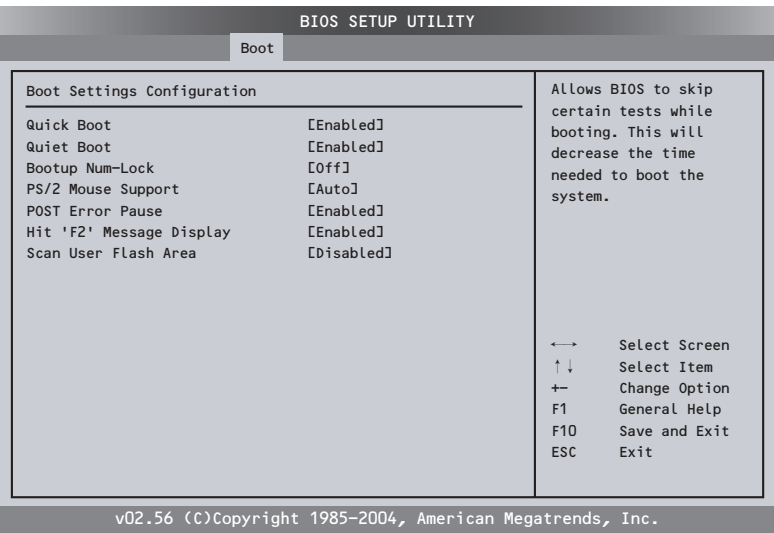 BIOS SETUP UTILITY
Boot
Boot Settings Configuration
Quick Boot [Enabled]
Quiet Boot [Enabled]
Bootup Num-Lock [Off]
PS/2 Mouse Support [Auto]
POST Error Pause [Enabled]
Hit 'F2' Message Display [Enabled]
Scan User Flash Area [Disabled]
Allows BIOS to skip
certain tests while
booting. This will
decrease the time
needed to boot the
system.
←→ Select Screen
↑↓ Select Item
+- Change Option
F1 General Help
F10 Save and Exit
ESC Exit
v02.56 (C)Copyright 1985-2004, American Megatrends, Inc.